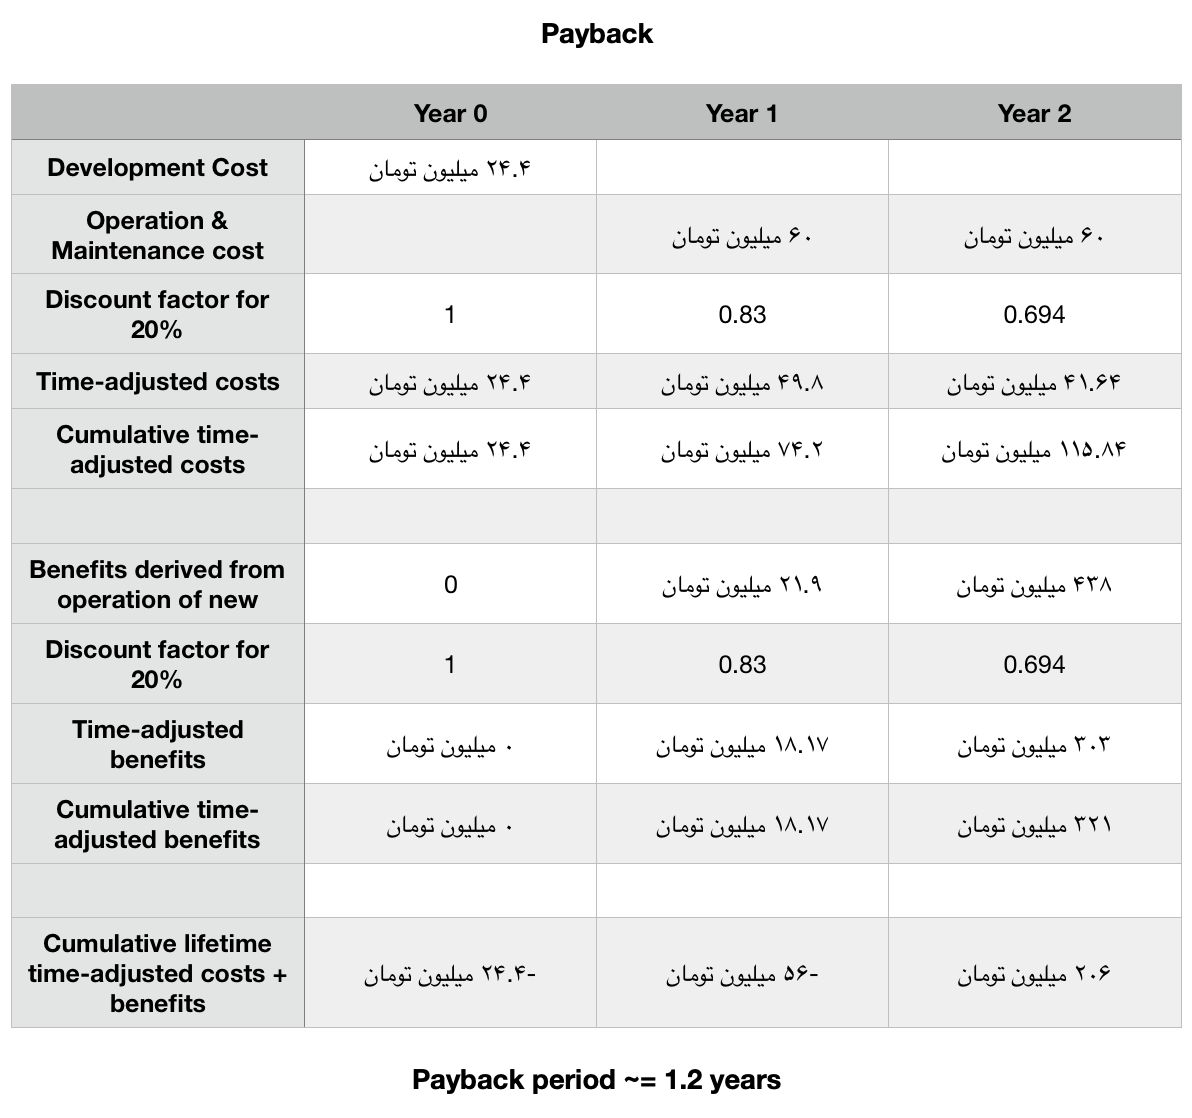 Payback
Year 0 Year 1 Year 2
Development Cost ۲۴.۴ میلیون تومان
Operation &
Maintenance cost ۶۰ میلیون تومان ۶۰ میلیون تومان
Discount factor for
20% 1 0.83 0.694
Time-adjusted costs ۲۴.۴ میلیون تومان ۴۹.۸ میلیون تومان ۴۱.۶۴ میلیون تومان
Cumulative time-
adjusted costs ۲۴.۴ میلیون تومان ۷۴.۲ میلیون تومان ۱۱۵.۸۴ میلیون تومان
Benefits derived from
operation of new 0 ۲۱.۹ میلیون تومان ۴۳۸ میلیون تومان
Discount factor for
20% 1 0.83 0.694
Time-adjusted
benefits ۰ میلیون تومان ۱۸.۱۷ میلیون تومان ۳۰۳ میلیون تومان
Cumulative time-
adjusted benefits ۰ میلیون تومان ۱۸.۱۷ میلیون تومان ۳۲۱ میلیون تومان
Cumulative lifetime
time-adjusted costs + -۲۴.۴ میلیون تومان -۵۶ میلیون تومان ۲۰۶ میلیون تومان
benefits
Payback period ~= 1.2 years